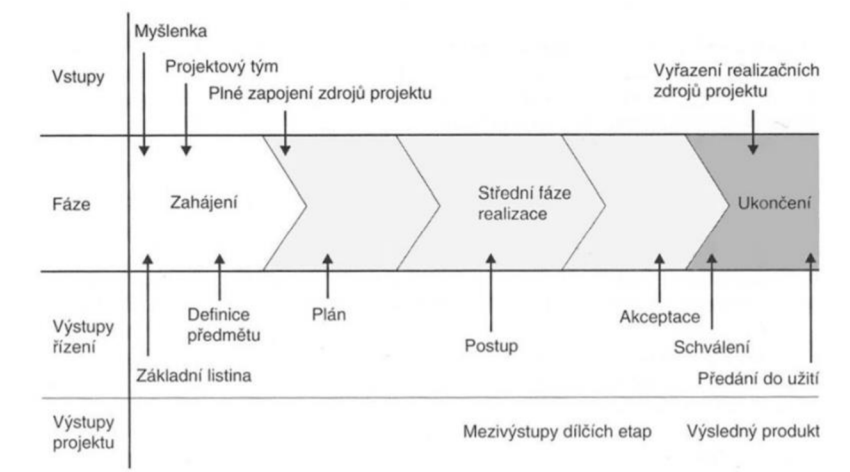 Myšlenka
Projektový tým
Plné zapojení zdrojů projektu
Vyřazení realizačních
zdrojů projektu
Vstupy
Fáze
Zahájení
Střední fáze
realizace
Ukončení
Výstupy
řízení
Základní listina
Definice
předmětu
Plán
Postup
Akceptace
Schválení
Předání do užití
Výstupy
projektu
Mezivýstupy dílčích etap
Výsledný produkt